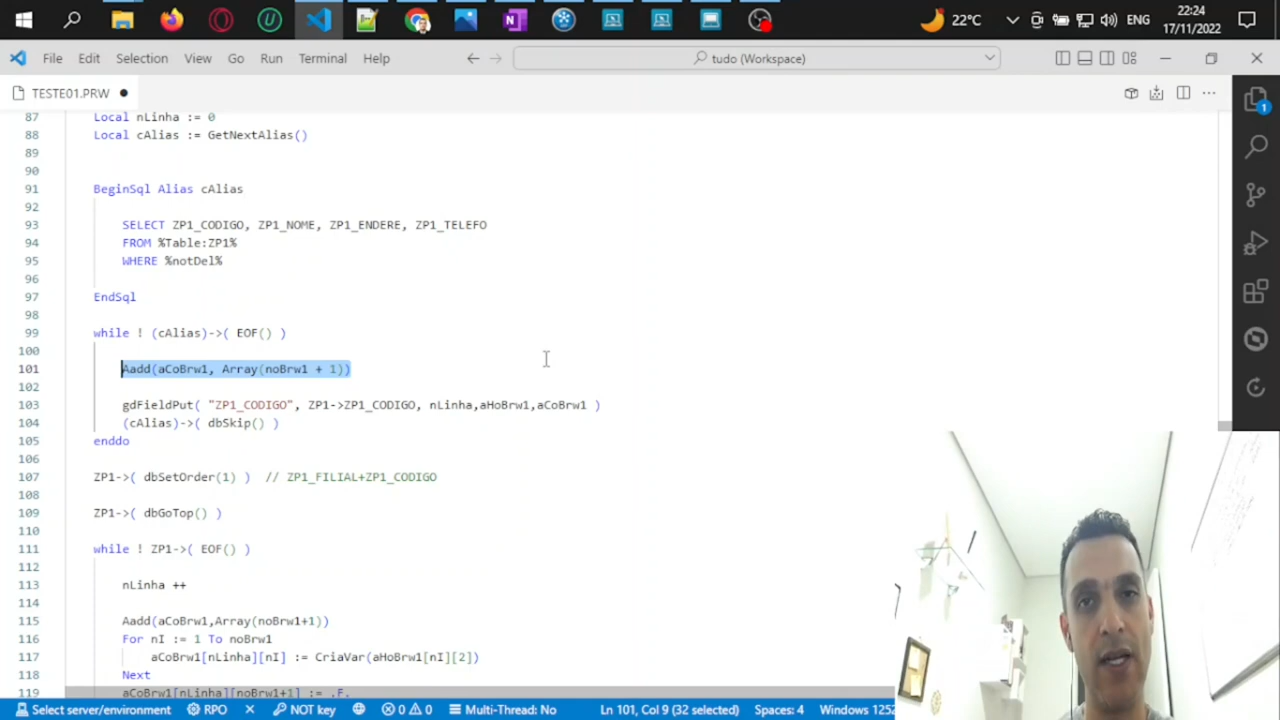 22°C
ENG
22:24
17/11/2022
File Edit Selection View Go Run Terminal Help
tudo (Workspace)
TESTE01.PRW
87 Local nLinha := 0
88 Local cAlias := GetNextAlias()
89
90
91 BeginSql Alias cAlias
92
93 SELECT ZP1_CODIGO, ZP1_NOME, ZP1_ENDERE, ZP1_TELEFO
94 FROM %Table:ZP1%
95 WHERE %notDel%
96
97 EndSql
98
99 while ! (cAlias)->( EOF() )
100
101 Aadd(aCoBrw1, Array(noBrw1 + 1))
102
103 gdFieldPut( "ZP1_CODIGO", ZP1->ZP1_CODIGO, nLinha,aHoBrw1,aCoBrw1 )
104 (cAlias)->( dbSkip() )
105 enddo
106
107 ZP1->( dbSetOrder(1) ) // ZP1_FILIAL+ZP1_CODIGO
108
109 ZP1->( dbGoTop() )
110
111 while ! ZP1->( EOF() )
112
113 nLinha ++
114
115 Aadd(aCoBrw1,Array(noBrw1+1))
116 For nI := 1 To noBrw1
117 aCoBrw1[nLinha][nI] := CriaVar(aHoBrw1[nI][2])
118 Next
119 aCoBrw1[nLinha][noBrw1+1] := .F.
1
Select server/environment RPO NOT key 0 0 Multi-Thread: No Ln 101, Col 9 (32 selected) Spaces: 4 Windows 1252